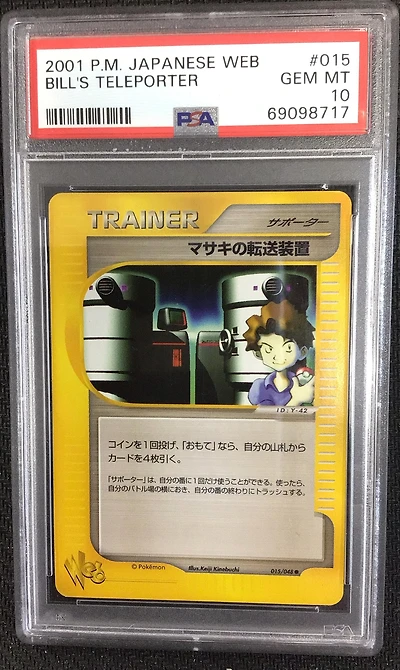 2001 P.M. JAPANESE WEB #015
BILL'S TELEPORTER GEM MT
10
PSA 69098717
TRAINER サポーター
マサキの転送装置
ID:Y-42
コインを1回投げ、「おもて」なら、自分の山札から
カードを4枚引く。
「サポーター」は、自分の番に1回だけ使うことができる。使ったら、
自分のバトル場の横におき、自分の番の終わりにトラッシュする。
Web
© Pokémon Illus.Keiji Kinebuchi 015/048 ●
PSA